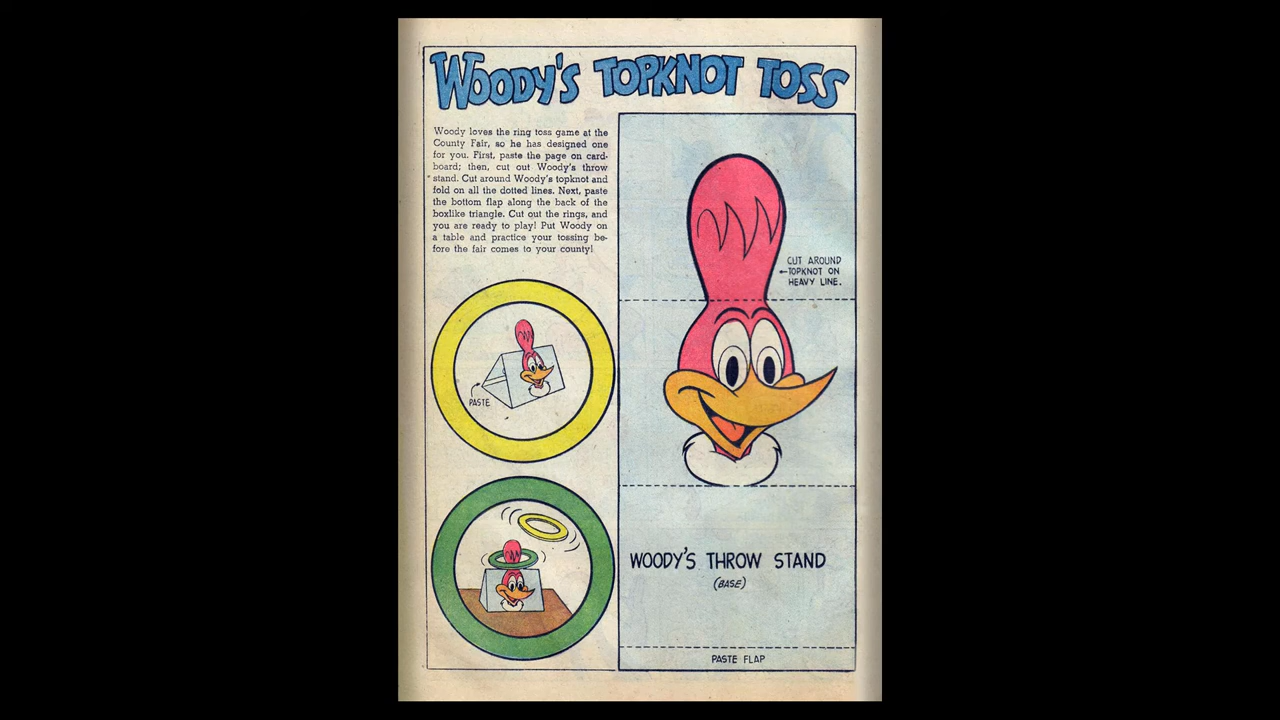 WOODY'S TOPKNOT TOSS
Woody loves the ring toss game at the
County Fair, so he has designed one
for you. First, paste the page on card-
board; then, cut out Woody's throw
stand. Cut around Woody's topknot and
fold on all the dotted lines. Next, paste
the bottom flap along the back of the
boxlike triangle. Cut out the rings, and
you are ready to play! Put Woody on
a table and practice your tossing be-
fore the fair comes to your county!
PASTE
CUT AROUND
TOPKNOT ON
HEAVY LINE.
WOODY'S THROW STAND
(BASE)
PASTE FLAP